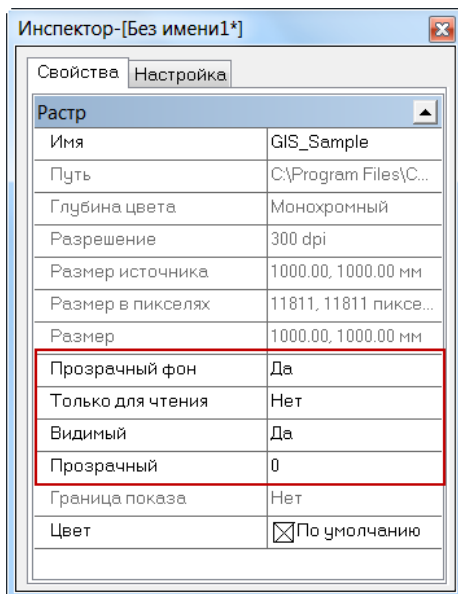 Инспектор-[Без имени1*]
Свойства Настройка
Растр
Имя GIS_Sample
Путь C:\Program Files\C...
Глубина цвета Монохромный
Разрешение 300 dpi
Размер источника 1000.00, 1000.00 мм
Размер в пикселях 11811, 11811 пиксе...
Размер 1000.00, 1000.00 мм
Прозрачный фон Да
Только для чтения Нет
Видимый Да
Прозрачный 0
Граница показа Нет
Цвет По умолчанию